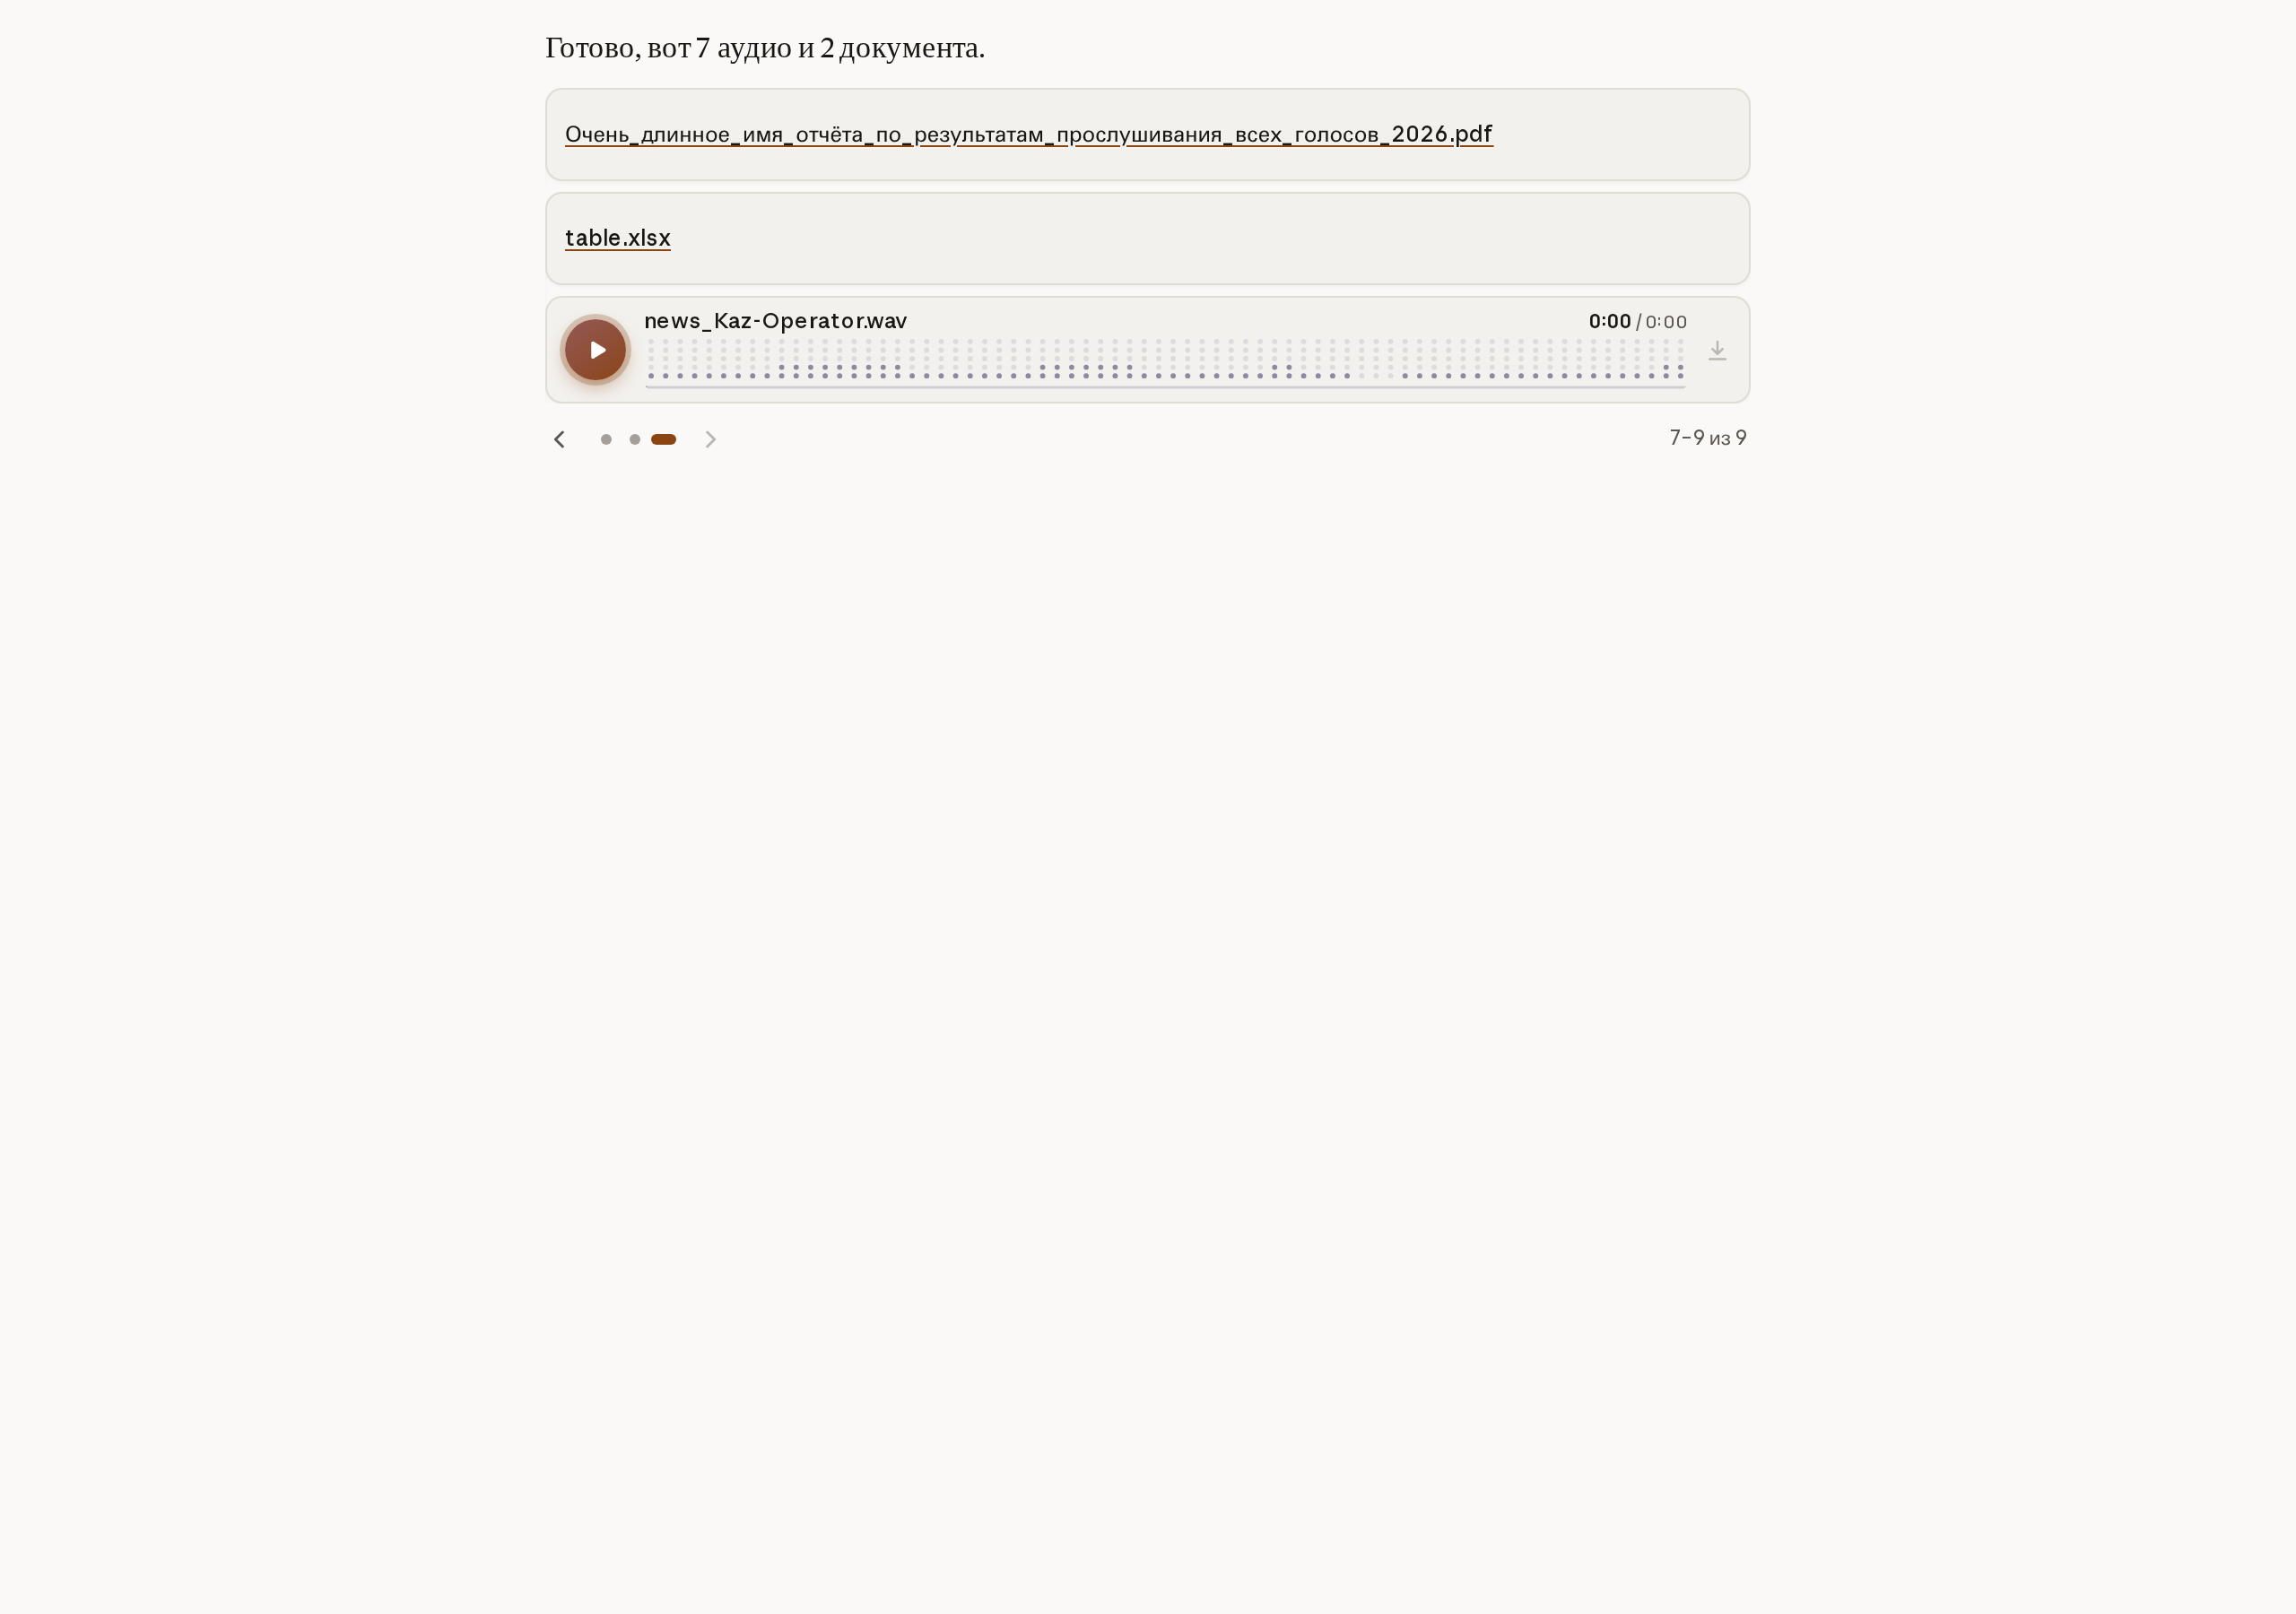 Готово, вот 7 аудио и 2 документа.
Очень_длинное_имя_отчёта_по_результатам_прослушивания_всех_голосов_2026.pdf
table.xlsx
news_Kaz-Operator.wav 0:00 / 0:00
7–9 из 9